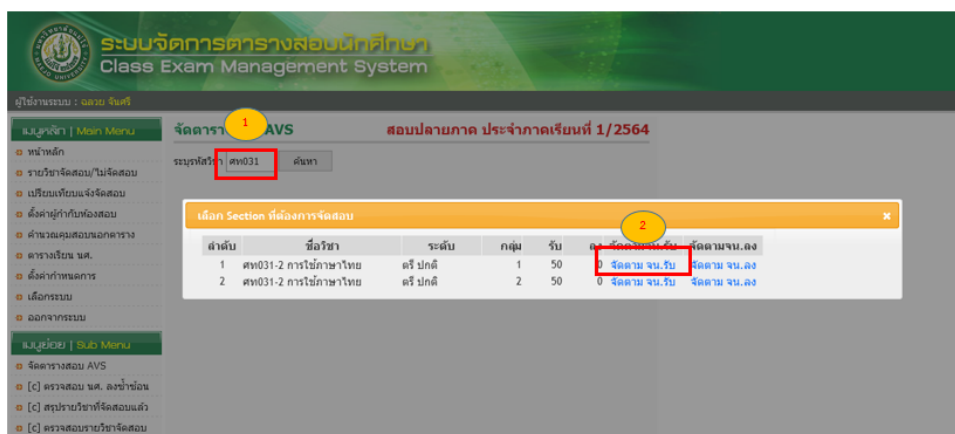 ระบบจัดการตารางสอบนักศึกษา
Class Exam Management System
ผู้ใช้งานระบบ : ฉลวย จันศรี
เมนูหลัก | Main Menu
หน้าหลัก
รายวิชาจัดสอบ/ไม่จัดสอบ
เปรียบเทียบแจ้งจัดสอบ
ตั้งค่าผู้กำกับห้องสอบ
คำนวณคุมสอบนอกตาราง
ตารางเรียน นศ.
ตั้งค่ากำหนดการ
เลือกระบบ
ออกจากระบบ
เมนูย่อย | Sub Menu
จัดตารางสอบ AVS
[c] ตรวจสอบ นศ. ลงซ้ำซ้อน
[c] สรุปรายวิชาที่จัดสอบแล้ว
[c] ตรวจสอบรายวิชาจัดสอบ
จัดตารา 1 AVS สอบปลายภาค ประจำภาคเรียนที่ 1/2564
ระบุรหัสวิชา ศท031 ค้นหา
เลือก Section ที่ต้องการจัดสอบ
2
ลำดับ ชื่อวิชา ระดับ กลุ่ม รับ ลง จัดตามจน.รับ จัดตามจน.ลง
1 ศท031-2 การใช้ภาษาไทย ตรี ปกติ 1 50 0 จัดตาม จน.รับ จัดตาม จน.ลง
2 ศท031-2 การใช้ภาษาไทย ตรี ปกติ 2 50 0 จัดตาม จน.รับ จัดตาม จน.ลง